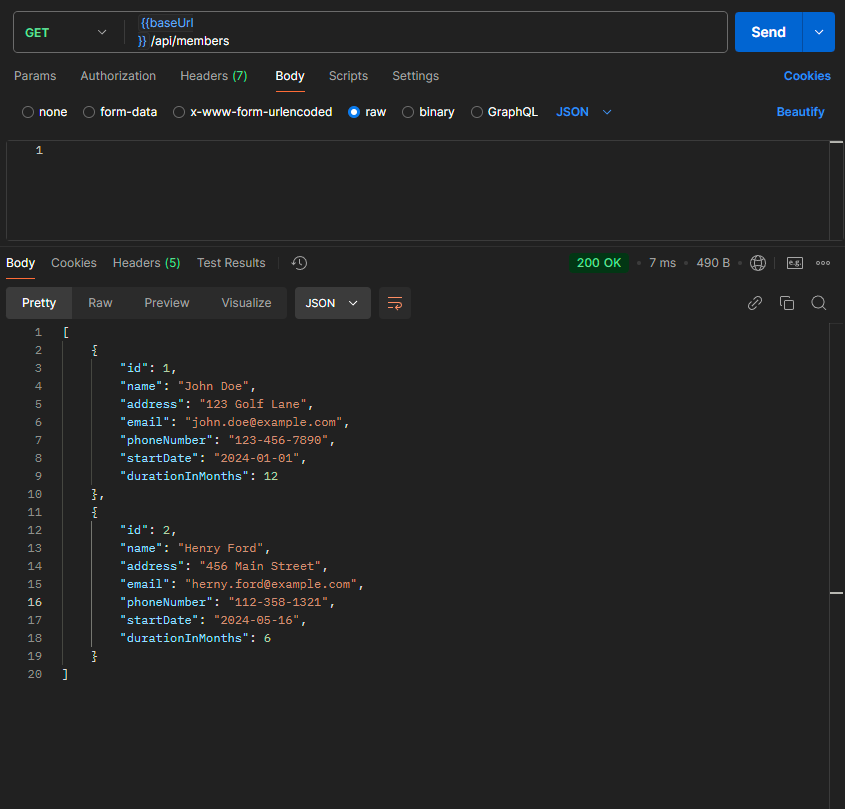 GET
{{baseUrl
}} /api/members
Send
Params Authorization Headers (7) Body Scripts Settings Cookies
none form-data x-www-form-urlencoded raw binary GraphQL JSON Beautify
1
Body Cookies Headers (5) Test Results 200 OK • 7 ms • 490 B • e.g.
Pretty Raw Preview Visualize JSON
1 [
2 {
3 "id": 1,
4 "name": "John Doe",
5 "address": "123 Golf Lane",
6 "email": "john.doe@example.com",
7 "phoneNumber": "123-456-7890",
8 "startDate": "2024-01-01",
9 "durationInMonths": 12
10 },
11 {
12 "id": 2,
13 "name": "Henry Ford",
14 "address": "456 Main Street",
15 "email": "herny.ford@example.com",
16 "phoneNumber": "112-358-1321",
17 "startDate": "2024-05-16",
18 "durationInMonths": 6
19 }
20 ]